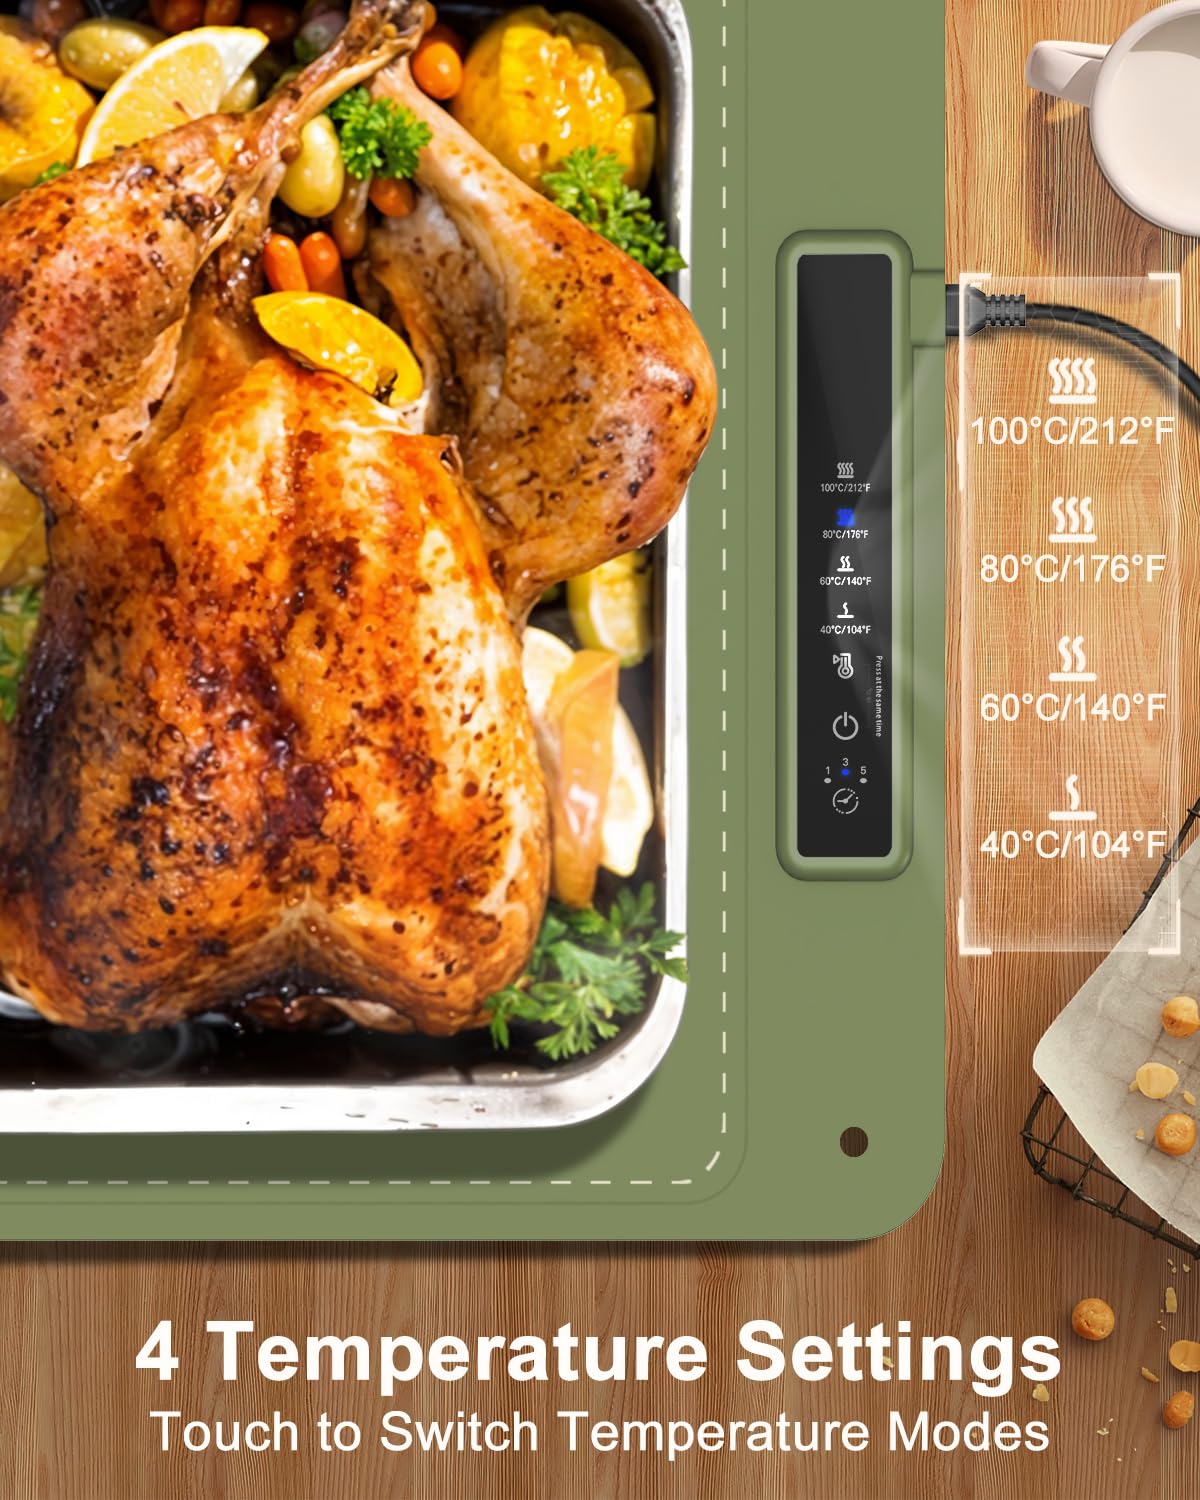 100°C/212°F
80°C/176°F
60°C/140°F
40°C/104°F
Press at the same time
1 3 5
100°C/212°F
80°C/176°F
60°C/140°F
40°C/104°F
4 Temperature Settings
Touch to Switch Temperature Modes